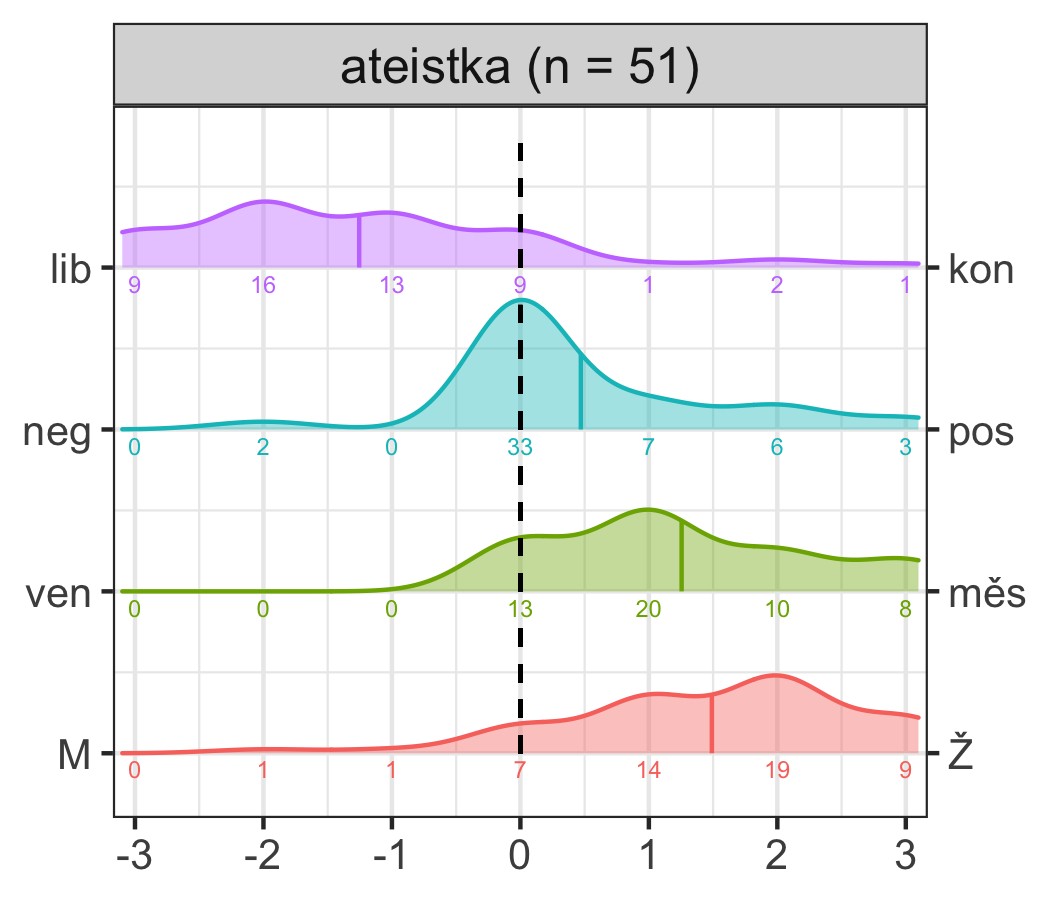 ateistka (n = 51)
lib kon
9 16 13 9 1 2 1
neg pos
0 2 0 33 7 6 3
ven měs
0 0 0 13 20 10 8
M Ž
0 1 1 7 14 19 9
-3 -2 -1 0 1 2 3